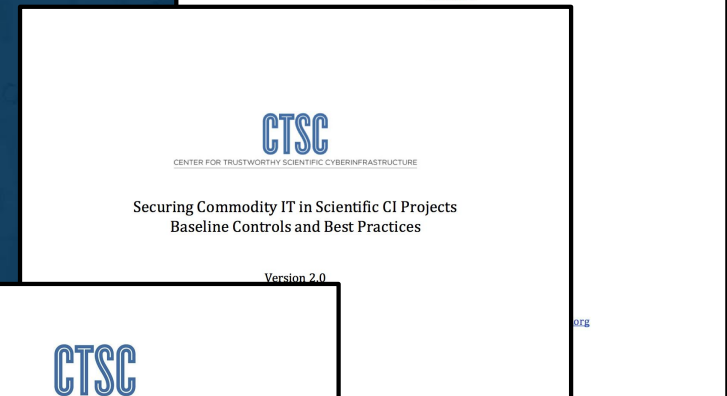 CTSC
CENTER FOR TRUSTWORTHY SCIENTIFIC CYBERINFRASTRUCTURE
Securing Commodity IT in Scientific CI Projects
Baseline Controls and Best Practices
Version 2.0
org
CTSC